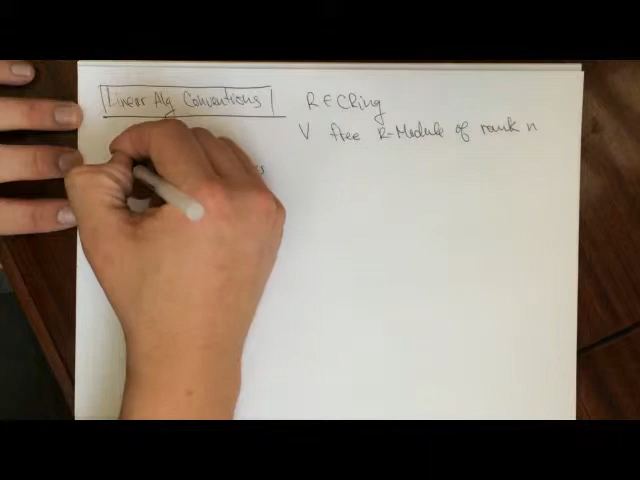 Linear Alg Conventions
R ∈ CRing
V free R-Module of rank n